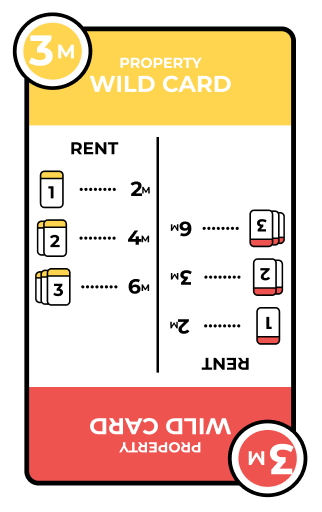 3M
PROPERTY
WILD CARD
RENT
1 ........ 2M
2 ........ 4M
3 ........ 6M
3M
PROPERTY
WILD CARD
RENT
1 ........ 2M
2 ........ 3M
3 ........ 6M